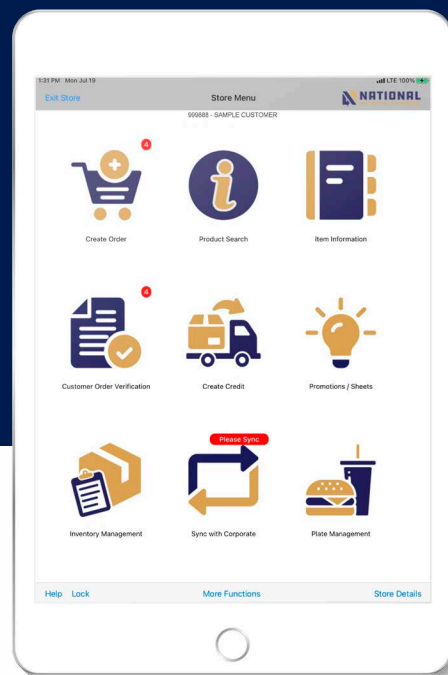 1:31 PM Mon Jul 19
LTE 100%
Exit Store
Store Menu
NATIONAL
999888 - SAMPLE CUSTOMER
4
Create Order
Product Search
Item Information
4
Customer Order Verification
Create Credit
Promotions / Sheets
Please Sync
Inventory Management
Sync with Corporate
Plate Management
Help
Lock
More Functions
Store Details